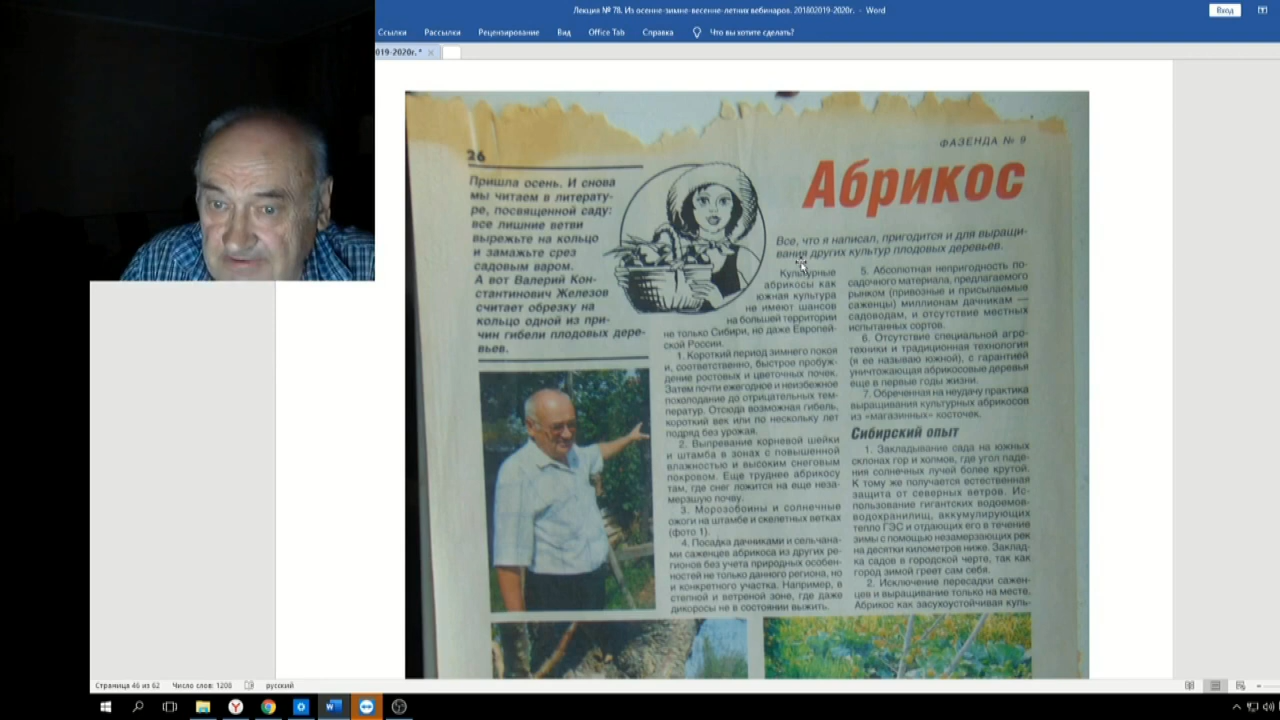 Лекция № 78. Из осенне-зимне-весенне-летних вебинаров. 201802019-2020г. - Word
Вход
Ссылки
Рассылки
Рецензирование
Вид
Office Tab
Справка
Что вы хотите сделать?
019-2020г. *
26
ФАЗЕНДА № 9
Абрикос
Пришла осень. И снова
мы читаем в литерату-
ре, посвященной саду:
все лишние ветви
вырежьте на кольцо
и замажьте срез
садовым варом.
А вот Валерий Кон-
стантинович Железов
считает обрезку на
кольцо одной из при-
чин гибели плодовых дере-
вьев.
Все, что я написал, пригодится и для выращи-
вания других культур плодовых деревьев.
Культурные
абрикосы как
южная культура
не имеют шансов
на большей территории
не только Сибири, но даже Европей-
ской России.
1. Короткий период зимнего покоя
и, соответственно, быстрое пробуж-
дение ростовых и цветочных почек.
Затем почти ежегодное и неизбежное
похолодание до отрицательных тем-
ператур. Отсюда возможная гибель,
короткий век или по нескольку лет
подряд без урожая.
2. Выпревание корневой шейки
и штамба в зонах с повышенной
влажностью и высоким снеговым
покровом. Еще труднее абрикосу
там, где снег ложится на еще неза-
мерзшую почву.
3. Морозобоины и солнечные
ожоги на штамбе и скелетных ветках
(фото 1).
4. Посадка дачниками и сельчана-
ми саженцев абрикоса из других ре-
гионов без учета природных особен-
ностей не только данного региона, но
и конкретного участка. Например, в
степной и ветреной зоне, где даже
дикоросы не в состоянии выжить.
5. Абсолютная непригодность по-
садочного материала, предлагаемого
рынком (привозные и присылаемые
саженцы) миллионам дачникам —
садоводам, и отсутствие местных
испытанных сортов.
6. Отсутствие специальной агро-
техники и традиционная технология
(я ее называю южной), с гарантией
уничтожающая абрикосовые деревья
еще в первые годы жизни.
7. Обреченная на неудачу практика
выращивания культурных абрикосов
из «магазинных» косточек.
Сибирский опыт
1. Закладывание сада на южных
склонах гор и холмов, где угол паде-
ния солнечных лучей более крутой.
К тому же получается естественная
защита от северных ветров. Ис-
пользование гигантских водоемов-
водохранилищ, аккумулирующих
тепло ГЭС и отдающих его в течение
зимы с помощью незамерзающих рек
на десятки километров ниже. Заклад-
ка садов в городской черте, так как
город зимой греет сам себя.
2. Исключение пересадки сажен-
цев и выращивание только на месте.
Абрикос как засухоустойчивая куль-
Страница 46 из 62
Число слов: 1208
русский